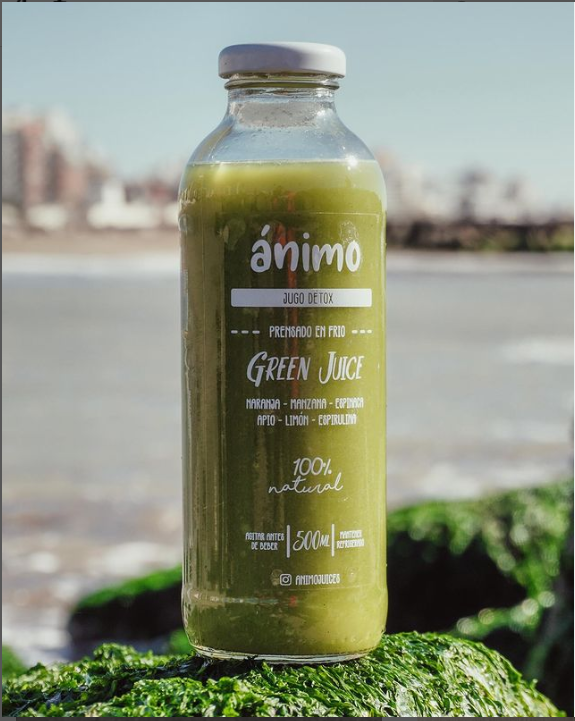 ánimo
JUGO DETOX
PRENSADO EN FRIO
GREEN JUICE
NARANJA - MANZANA - ESPINACA
APIO - LIMÓN - ESPIRULINA
100%
natural
AGITAR ANTES
DE BEBER
500ML
MANTENER
REFRIGERADO
ANIMOJUICES